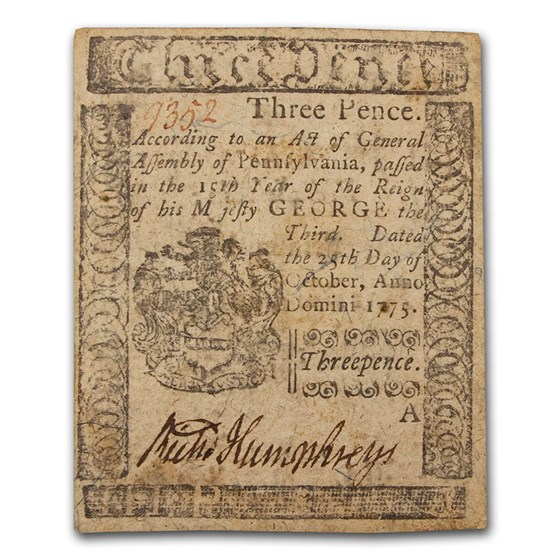 Three Pence
9352 Three Pence.
According to an Act of General
Aſſembly of Pennſylvania, paſſed
in the 15th Year of the Reign
of his M jeſty GEORGE the
Third. Dated
the 25th Day of
October, Anno
Domini 1775.
Threepence.
A
Humphreys